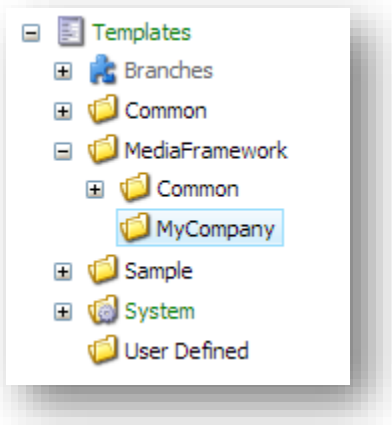 Templates
Branches
Common
MediaFramework
Common
MyCompany
Sample
System
User Defined